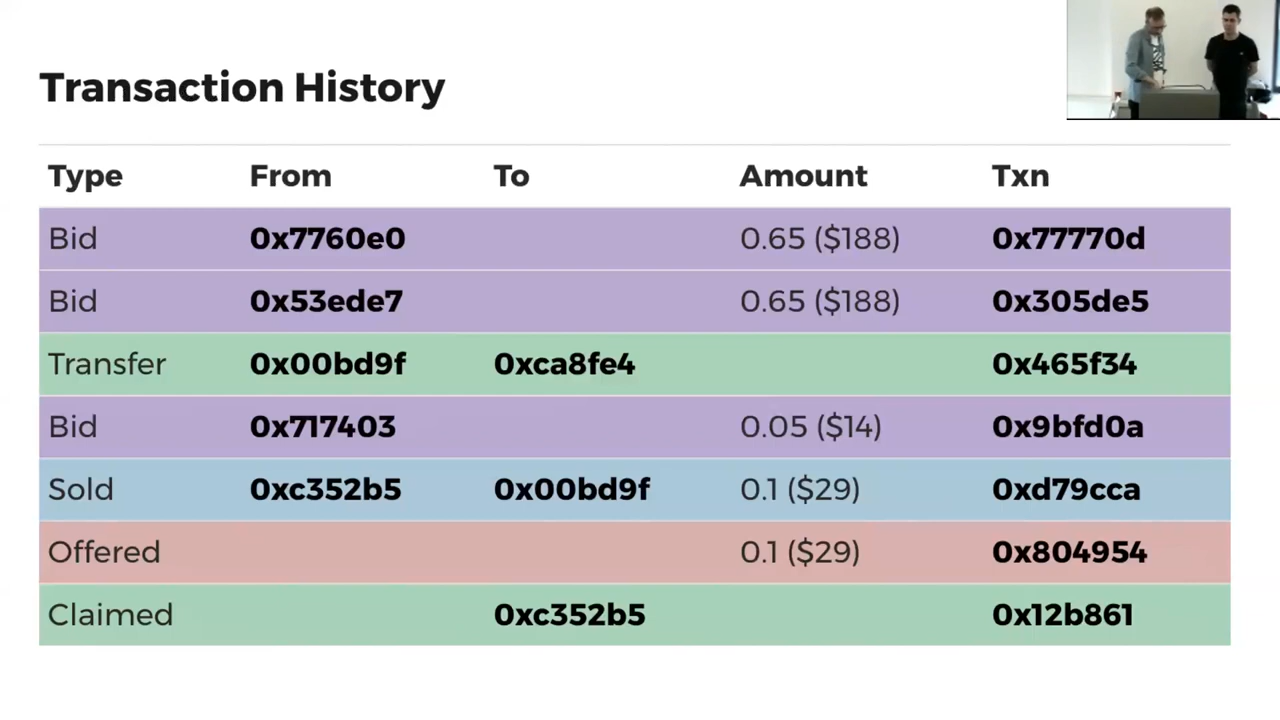 Transaction History
Type From To Amount Txn
Bid 0x7760e0 0.65 ($188) 0x77770d
Bid 0x53ede7 0.65 ($188) 0x305de5
Transfer 0x00bd9f 0xca8fe4 0x465f34
Bid 0x717403 0.05 ($14) 0x9bfd0a
Sold 0xc352b5 0x00bd9f 0.1 ($29) 0xd79cca
Offered 0.1 ($29) 0x804954
Claimed 0xc352b5 0x12b861